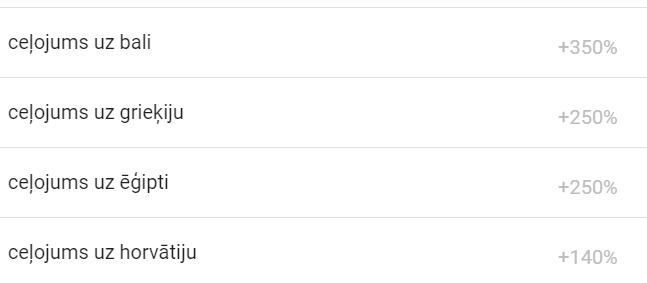 ceļojums uz bali +350%
ceļojums uz grieķiju +250%
ceļojums uz ēģipti +250%
ceļojums uz horvātiju +140%